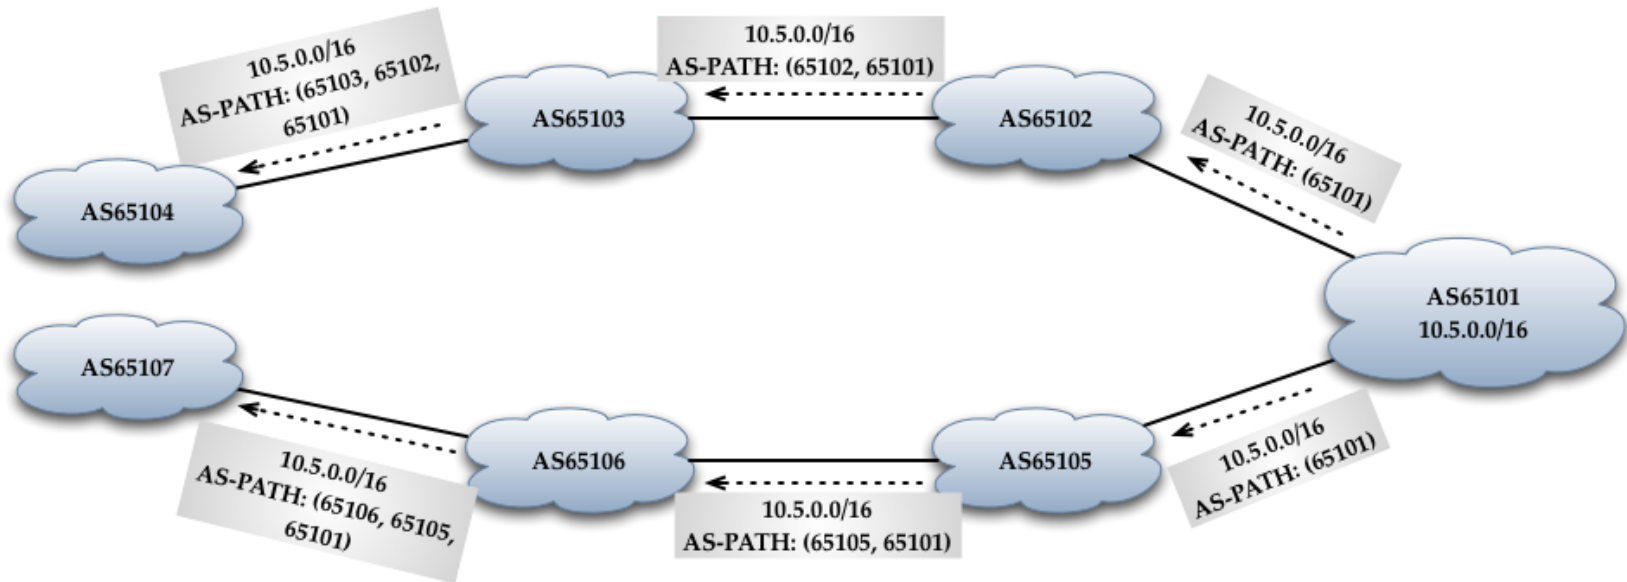 10.5.0.0/16
AS-PATH: (65103, 65102,
65101)
10.5.0.0/16
AS-PATH: (65102, 65101)
AS65103
AS65102
10.5.0.0/16
AS-PATH: (65101)
AS65104
AS65101
10.5.0.0/16
AS65107
AS65106
AS65105
10.5.0.0/16
AS-PATH: (65101)
10.5.0.0/16
AS-PATH: (65106, 65105,
65101)
10.5.0.0/16
AS-PATH: (65105, 65101)